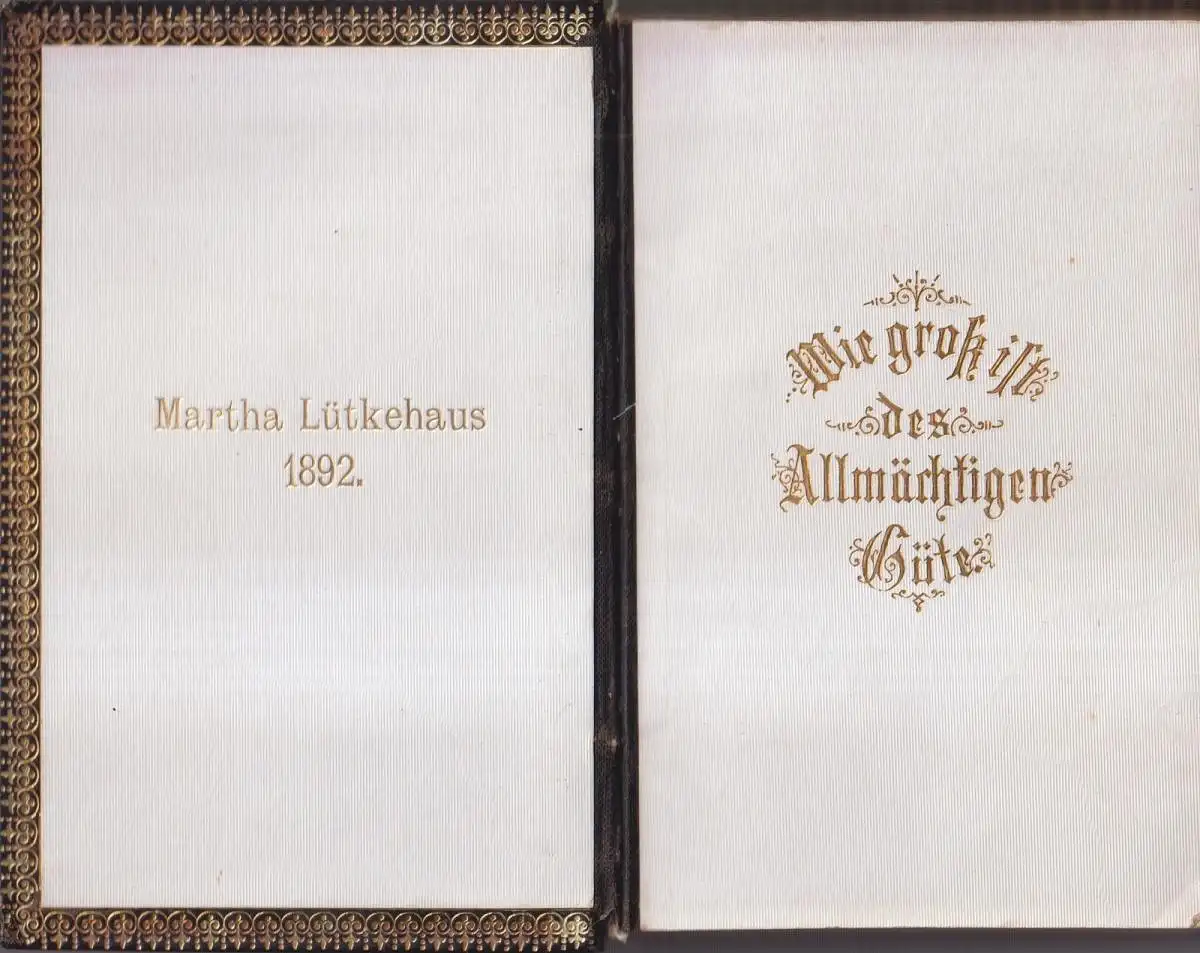 Martha Lütkehaus
1892.
Wie groß ist
des
Allmächtigen
Güte.